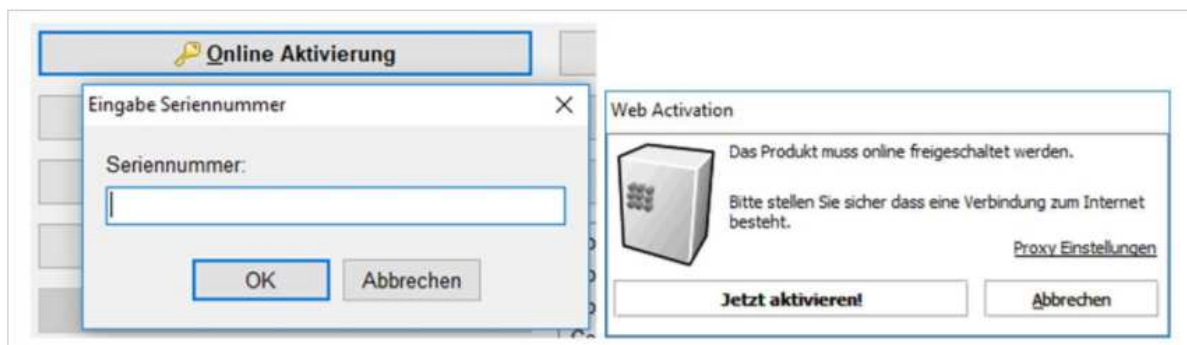 Online Aktivierung
Eingabe Seriennummer
Seriennummer:
OK
Abbrechen
Web Activation
Das Produkt muss online freigeschaltet werden.
Bitte stellen Sie sicher dass eine Verbindung zum Internet
besteht.
Proxy Einstellungen
Jetzt aktivieren!
Abbrechen